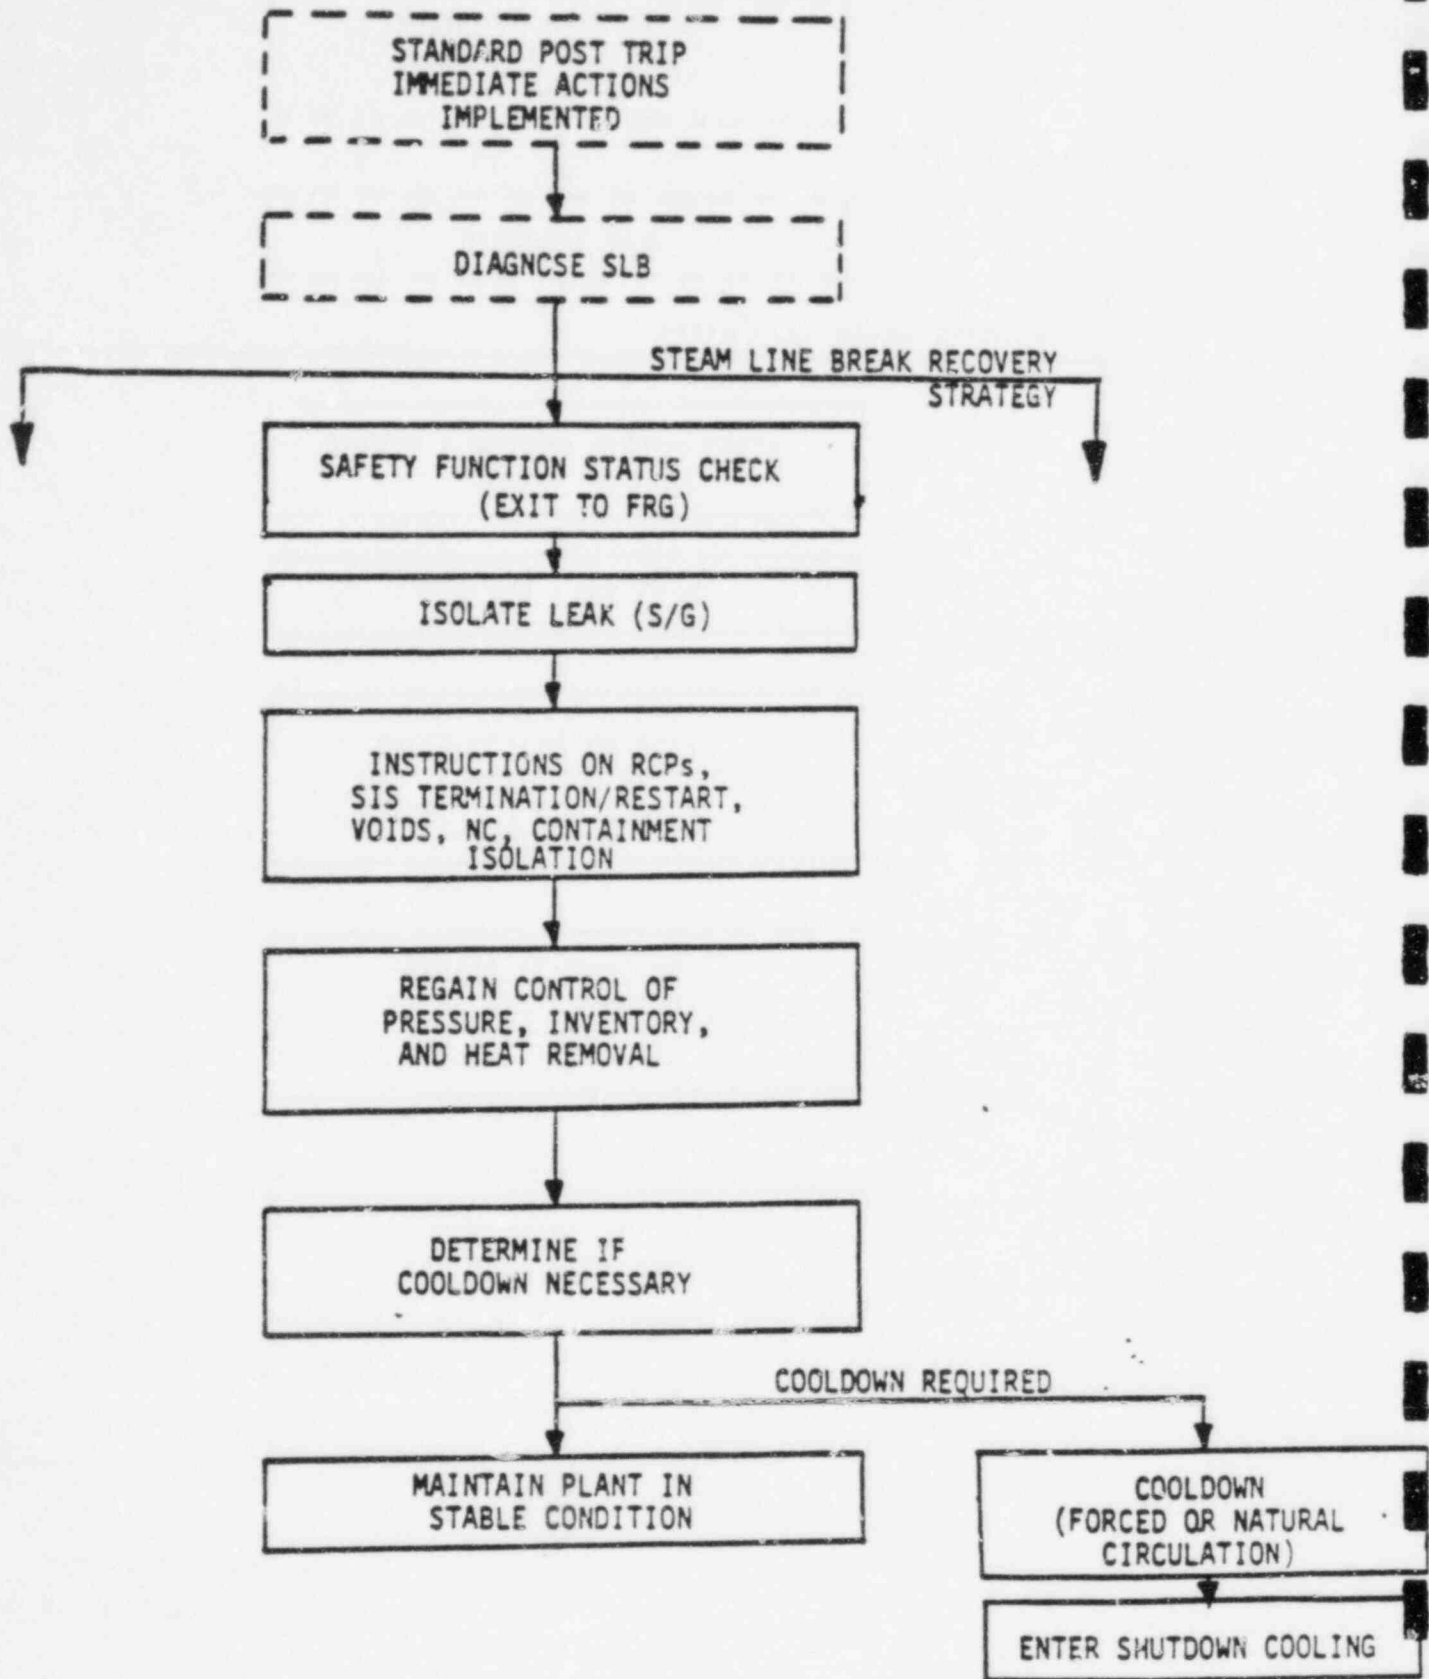 STANDARD POST TRIP
IMMEDIATE ACTIONS
IMPLEMENTED
DIAGNCSE SLB
STEAM LINE BREAK RECOVERY
STRATEGY
SAFETY FUNCTION STATUS CHECK
(EXIT TO FRG)
ISOLATE LEAK (S/G)
INSTRUCTIONS ON RCPs,
SIS TERMINATION/RESTART,
VOIDS, NC, CONTAINMENT
ISOLATION
REGAIN CONTROL OF
PRESSURE, INVENTORY,
AND HEAT REMOVAL
DETERMINE IF
COOLDOWN NECESSARY
COOLDOWN REQUIRED
MAINTAIN PLANT IN
STABLE CONDITION
COOLDOWN
(FORCED OR NATURAL
CIRCULATION)
ENTER SHUTDOWN COOLING